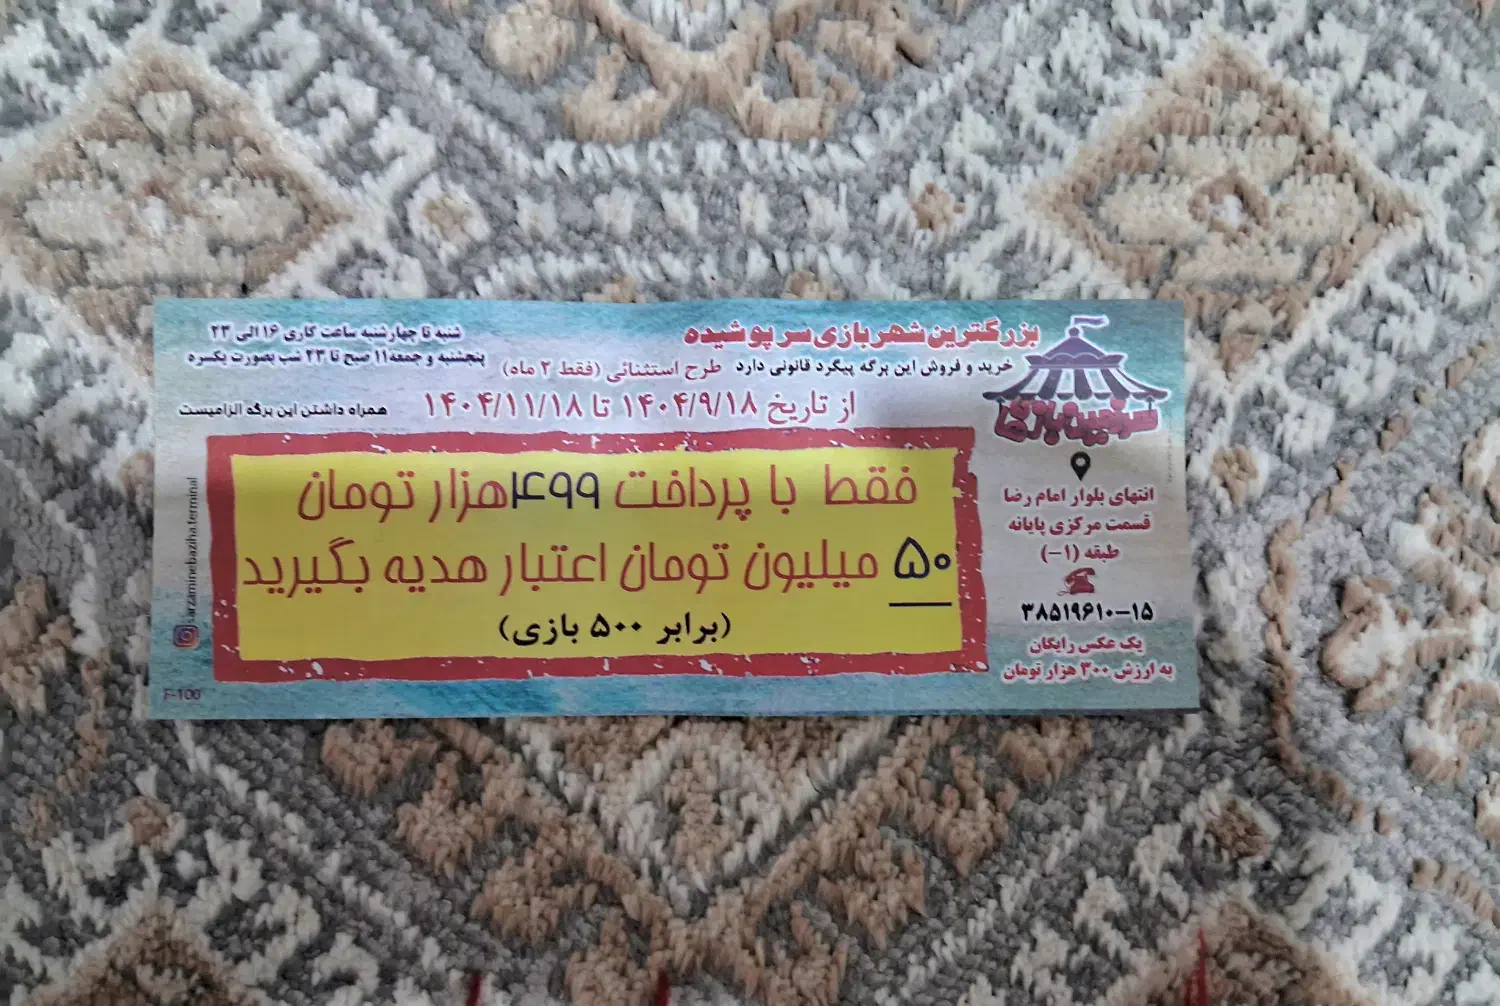 بزرگترین شهربازی سرپوشیده
خرید و فروش این برگه پیگرد قانونی دارد
طرح استثنائی (فقط ۲ ماه)
از تاریخ ۱۴۰۴/۹/۱۸ تا ۱۴۰۴/۱۱/۱۸
شنبه تا چهارشنبه ساعت کاری ۱۶ الی ۲۳
پنجشنبه و جمعه ۱۱ صبح تا ۲۳ شب بصورت یکسره
همراه داشتن این برگه الزامیست
فقط با پرداخت ۴۹۹هزار تومان
۵۰ میلیون تومان اعتبار هدیه بگیرید
(برابر ۵۰۰ بازی)
سرزمین بازی‌ها
انتهای بلوار امام رضا
قسمت مرکزی پایانه
طبقه (۱-)
۳۸۵۱۹۶۱۰-۱۵
یک عکس رایگان
به ارزش ۳۰۰ هزار تومان
sarzaminebaziha.terminal
F-100